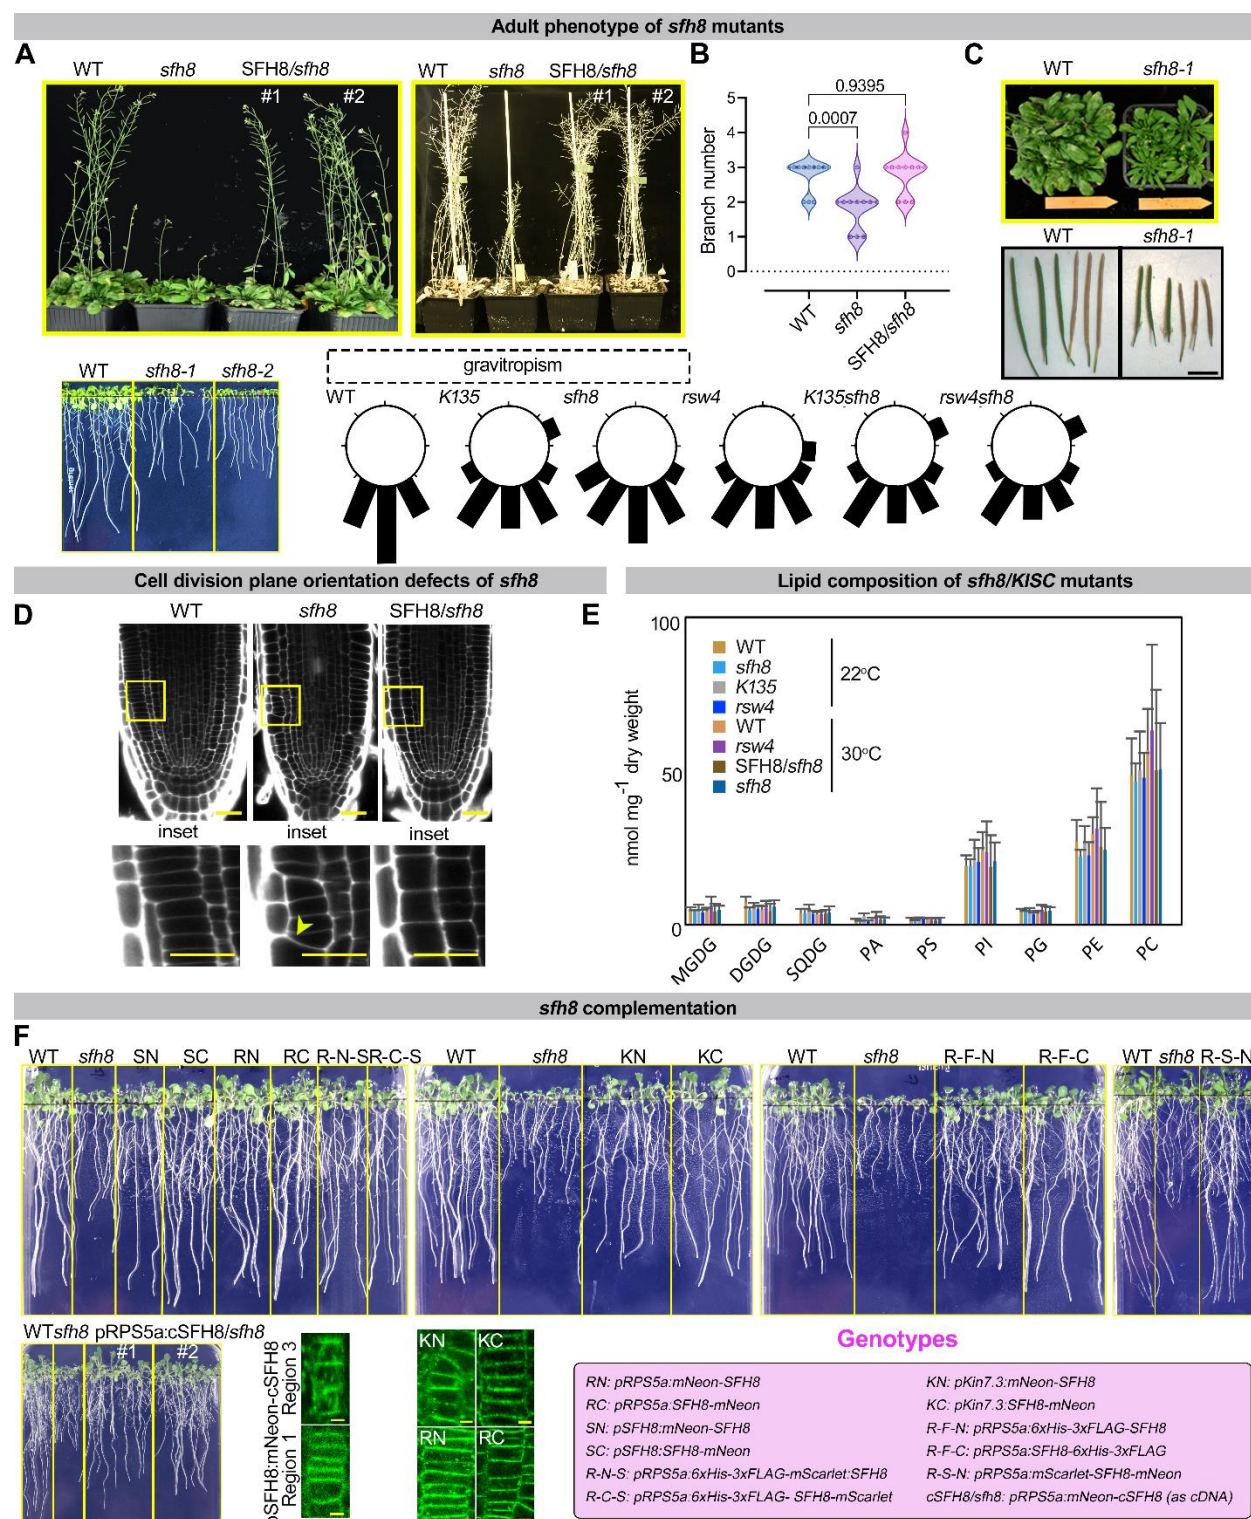 Adult phenotype of sfh8 mutants
A
WT sfh8 SFH8/sfh8
#1 #2
WT sfh8 SFH8/sfh8
#1 #2
B
Branch number
5
4
3
2
1
0
0.9395
0.0007
WT sfh8 SFH8/sfh8
C
WT sfh8-1
WT sfh8-1
WT sfh8-1 sfh8-2
gravitropism
WT K135 sfh8 rsw4 K135sfh8 rsw4sfh8
Cell division plane orientation defects of sfh8
D
WT sfh8 SFH8/sfh8
inset inset inset
Lipid composition of sfh8/KISC mutants
E
nmol mg-1 dry weight
100
50
0
WT
sfh8
K135
rsw4
22oC
WT
rsw4
SFH8/sfh8
sfh8
30oC
MGDG DGDG SQDG PA PS PI PG PE PC
sfh8 complementation
F
WT sfh8 SN SC RN RC R-N-S R-C-S
WT sfh8 KN KC
WT sfh8 R-F-N R-F-C
WT sfh8 R-S-N
WT sfh8 pRPS5a:cSFH8/sfh8
#1 #2
pSFH8:mNeon-cSFH8
Region 1 Region 3
KN KC
RN RC
Genotypes
RN: pRPS5a:mNeon-SFH8
RC: pRPS5a:SFH8-mNeon
SN: pSFH8:mNeon-SFH8
SC: pSFH8:SFH8-mNeon
R-N-S: pRPS5a:6xHis-3xFLAG-mScarlet:SFH8
R-C-S: pRPS5a:6xHis-3xFLAG- SFH8-mScarlet
KN: pKin7.3:mNeon-SFH8
KC: pKin7.3:SFH8-mNeon
R-F-N: pRPS5a:6xHis-3xFLAG-SFH8
R-F-C: pRPS5a:SFH8-6xHis-3xFLAG
R-S-N: pRPS5a:mScarlet-SFH8-mNeon
cSFH8/sfh8: pRPS5a:mNeon-cSFH8 (as cDNA)